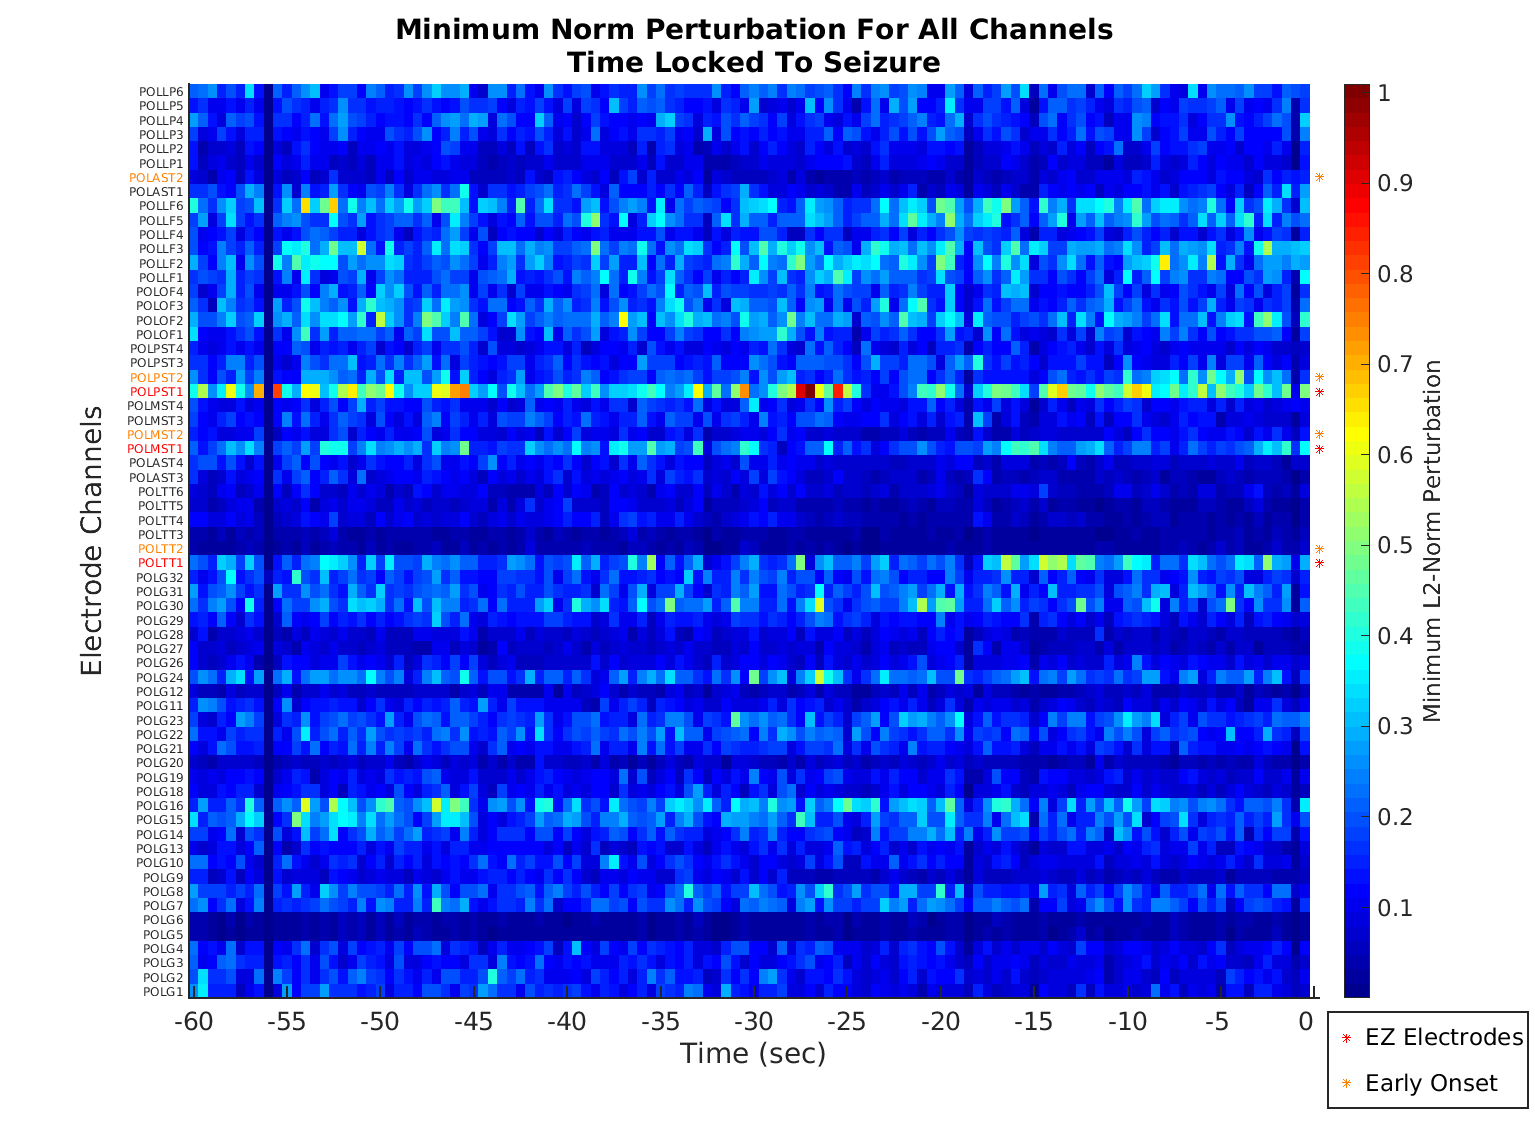 Minimum Norm Perturbation For All Channels
Time Locked To Seizure
Electrode Channels
POLLP6
POLLP5
POLLP4
POLLP3
POLLP2
POLLP1
POLAST2
POLAST1
POLLF6
POLLF5
POLLF4
POLLF3
POLLF2
POLLF1
POLOF4
POLOF3
POLOF2
POLOF1
POLPST4
POLPST3
POLPST2
POLPST1
POLMST4
POLMST3
POLMST2
POLMST1
POLAST4
POLAST3
POLTT6
POLTT5
POLTT4
POLTT3
POLTT2
POLTT1
POLG32
POLG31
POLG30
POLG29
POLG28
POLG27
POLG26
POLG24
POLG12
POLG11
POLG23
POLG22
POLG21
POLG20
POLG19
POLG18
POLG16
POLG15
POLG14
POLG13
POLG10
POLG9
POLG8
POLG7
POLG6
POLG5
POLG4
POLG3
POLG2
POLG1
-60 -55 -50 -45 -40 -35 -30 -25 -20 -15 -10 -5 0
Time (sec)
1
0.9
0.8
0.7
0.6
0.5
0.4
0.3
0.2
0.1
Minimum L2-Norm Perturbation
EZ Electrodes
Early Onset